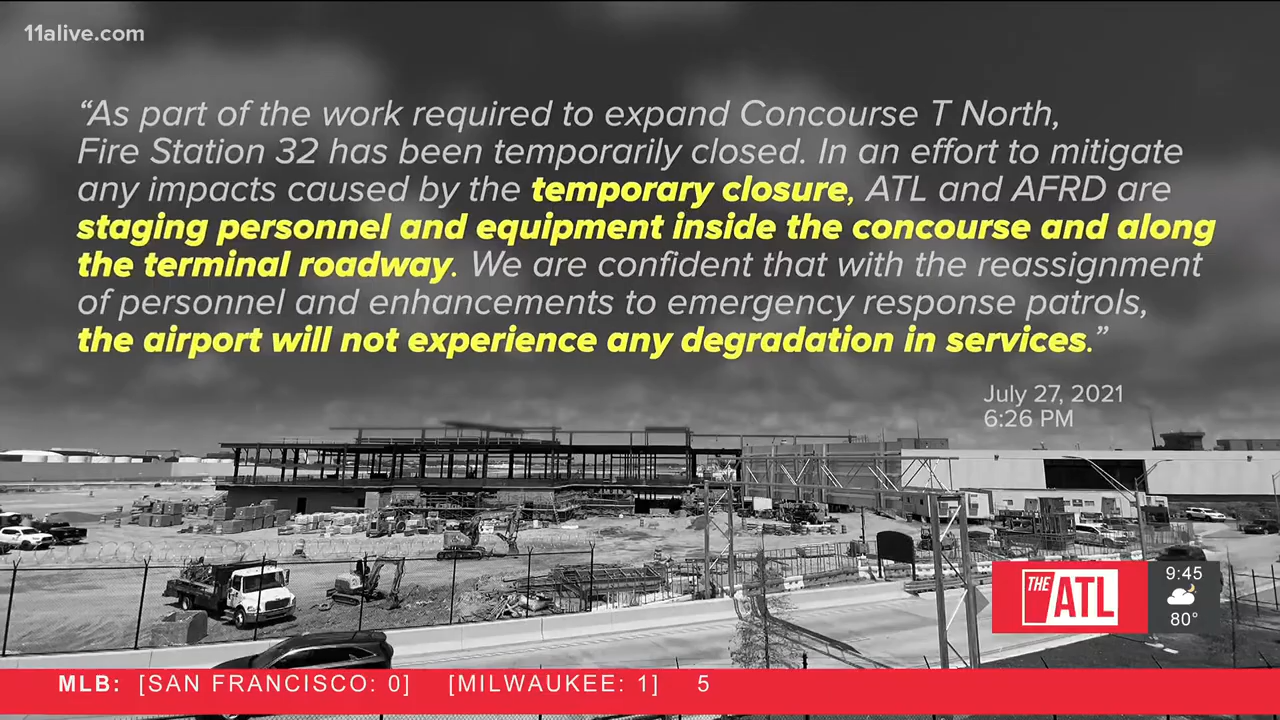 11alive.com
“As part of the work required to expand Concourse T North,
Fire Station 32 has been temporarily closed. In an effort to mitigate
any impacts caused by the temporary closure, ATL and AFRD are
staging personnel and equipment inside the concourse and along
the terminal roadway. We are confident that with the reassignment
of personnel and enhancements to emergency response patrols,
the airport will not experience any degradation in services.”
July 27, 2021
6:26 PM
THE ATL
9:45
80°
MLB: [SAN FRANCISCO: 0] [MILWAUKEE: 1] 5